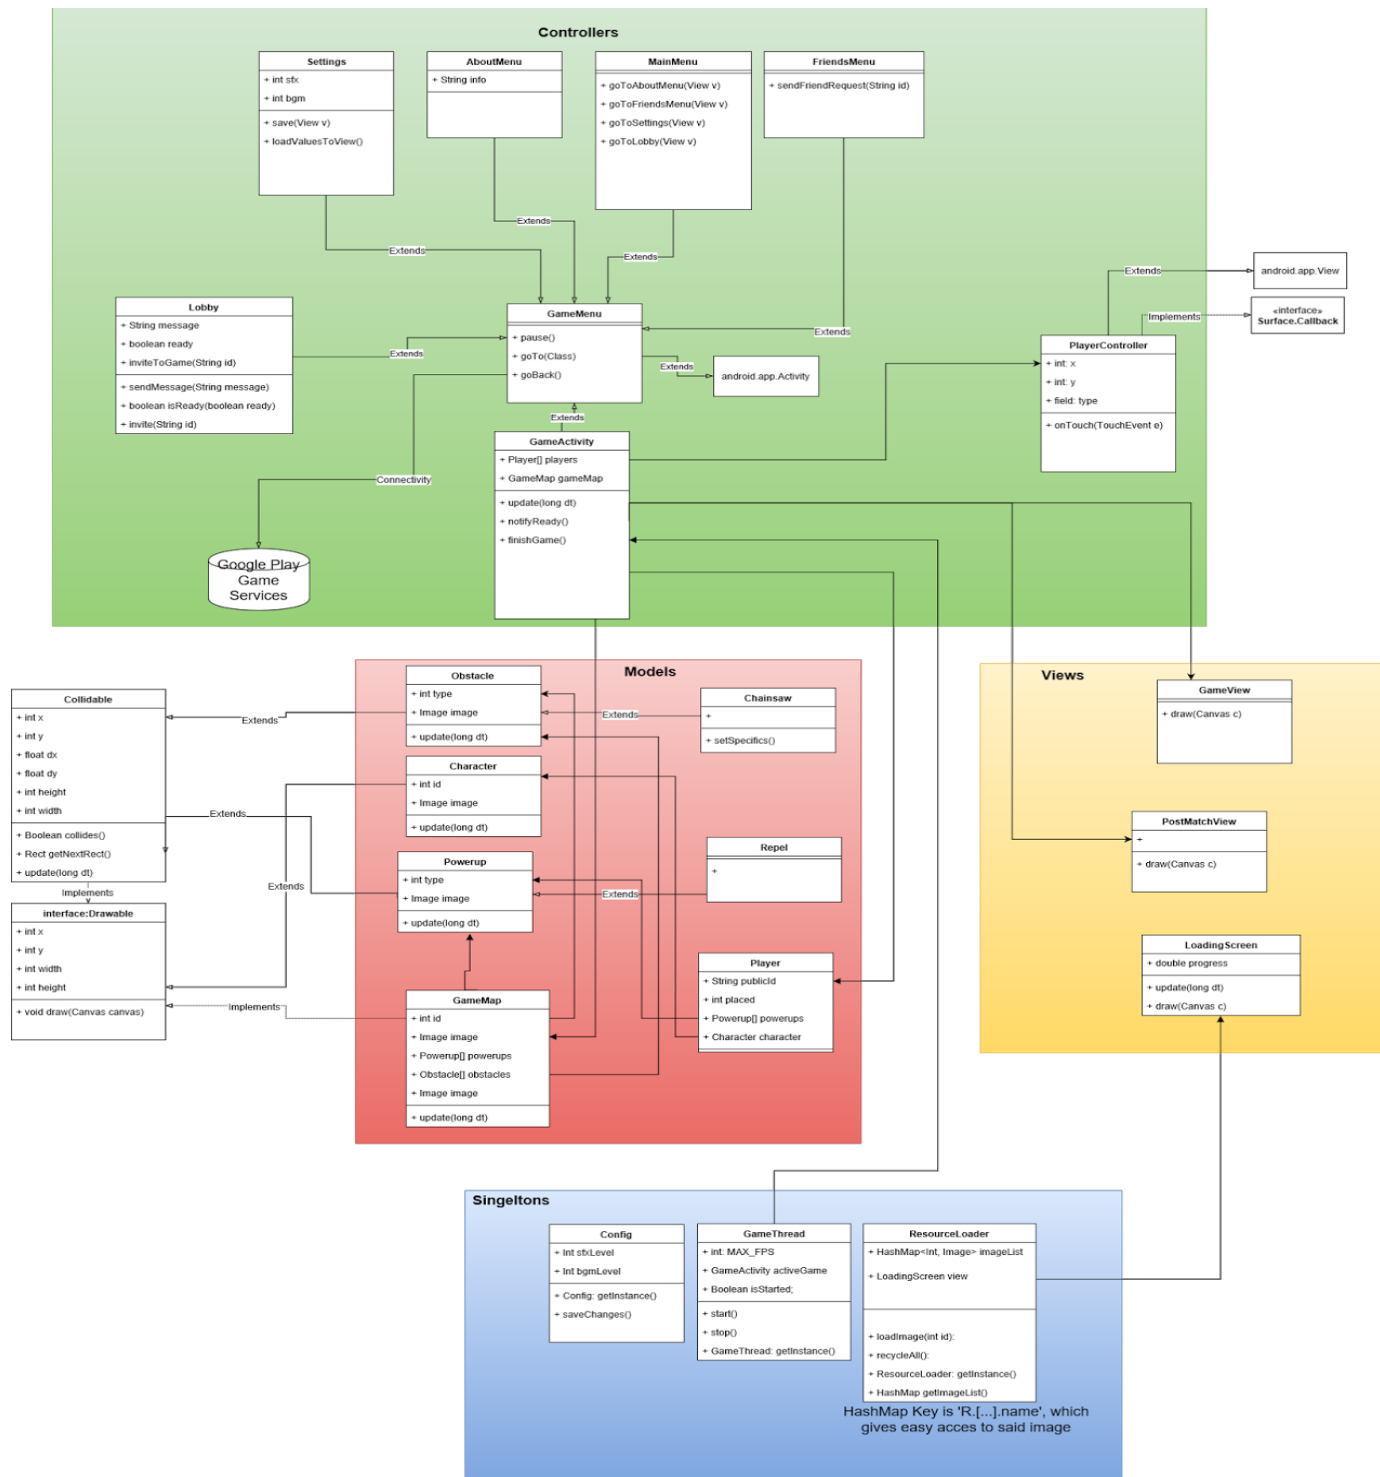 Controllers
Settings
+ int sfx
+ int bgm
+ save(View v)
+ loadValuesToView()
AboutMenu
+ String info
MainMenu
+ goToAboutMenu(View v)
+ goToFriendsMenu(View v)
+ goToSettings(View v)
+ goToLobby(View v)
FriendsMenu
+ sendFriendRequest(String id)
Extends
Extends
Extends
Extends
Extends
android.app.View
Implements
«interface»
Surface.Callback
Lobby
+ String message
+ boolean ready
+ inviteToGame(String id)
+ sendMessage(String message)
+ boolean isReady(boolean ready)
+ invite(String id)
Extends
GameMenu
+ pause()
+ goTo(Class)
+ goBack()
Extends
android.app.Activity
PlayerController
+ int: x
+ int: y
+ field: type
+ onTouch(TouchEvent e)
Extends
GameActivity
+ Player[] players
+ GameMap gameMap
+ update(long dt)
+ notifyReady()
+ finishGame()
Connectivity
Google Play
Game
Services
Models
Obstacle
+ int type
+ Image image
+ update(long dt)
Chainsaw
+
+ setSpecifics()
Extends
Extends
Collidable
+ int x
+ int y
+ float dx
+ float dy
+ int height
+ int width
+ Boolean collides()
+ Rect getNextRect()
+ update(long dt)
Implements
interface:Drawable
+ int x
+ int y
+ int width
+ int height
+ void draw(Canvas canvas)
Character
+ int id
+ Image image
+ update(long dt)
Extends
Extends
Powerup
+ int type
+ Image image
+ update(long dt)
Extends
Repel
+
Player
+ String publicId
+ int placed
+ Powerup[] powerups
+ Character character
Implements
GameMap
+ int id
+ Image image
+ Powerup[] powerups
+ Obstacle[] obstacles
+ Image image
+ update(long dt)
Views
GameView
+ draw(Canvas c)
PostMatchView
+
+ draw(Canvas c)
LoadingScreen
+ double progress
+ update(long dt)
+ draw(Canvas c)
Singeltons
Config
+ Int sfxLevel
+ Int bgmLevel
+ Config: getInstance()
+ saveChanges()
GameThread
+ int: MAX_FPS
+ GameActivity activeGame
+ Boolean isStarted;
+ start()
+ stop()
+ GameThread: getInstance()
ResourceLoader
+ HashMap<Int, Image> imageList
+ LoadingScreen view
+ loadImage(int id):
+ recycleAll():
+ ResourceLoader: getInstance()
+ HashMap getImageList()
HashMap Key is 'R.[...].name', which
gives easy acces to said image